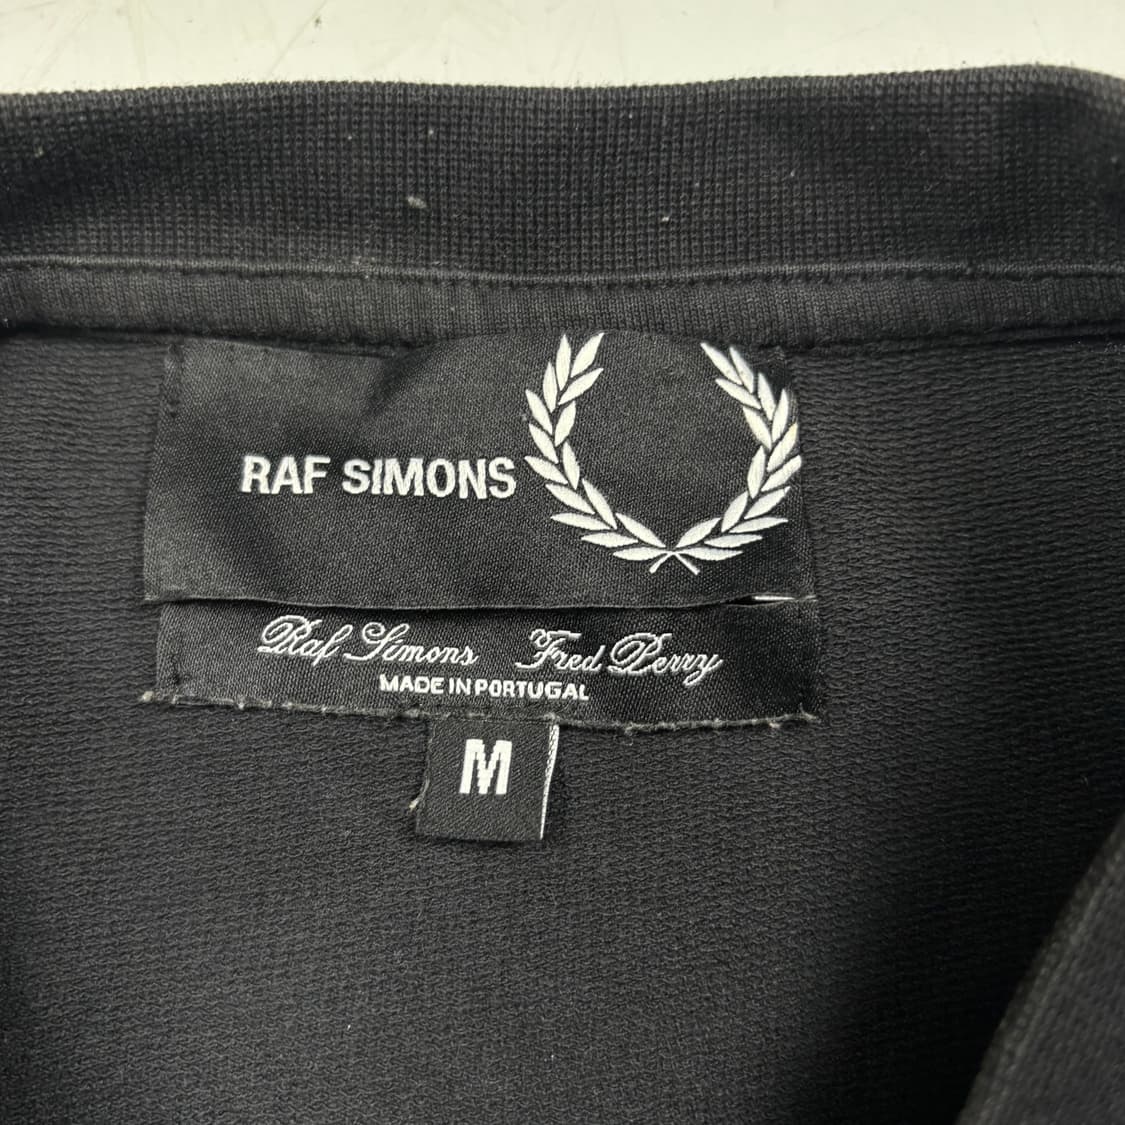 RAF SIMONS
Raf Simons Fred Perry
MADE IN PORTUGAL
M